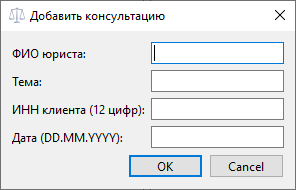 Добавить консультацию
ФИО юриста:
Тема:
ИНН клиента (12 цифр):
Дата (DD.MM.YYYY):
OK Cancel